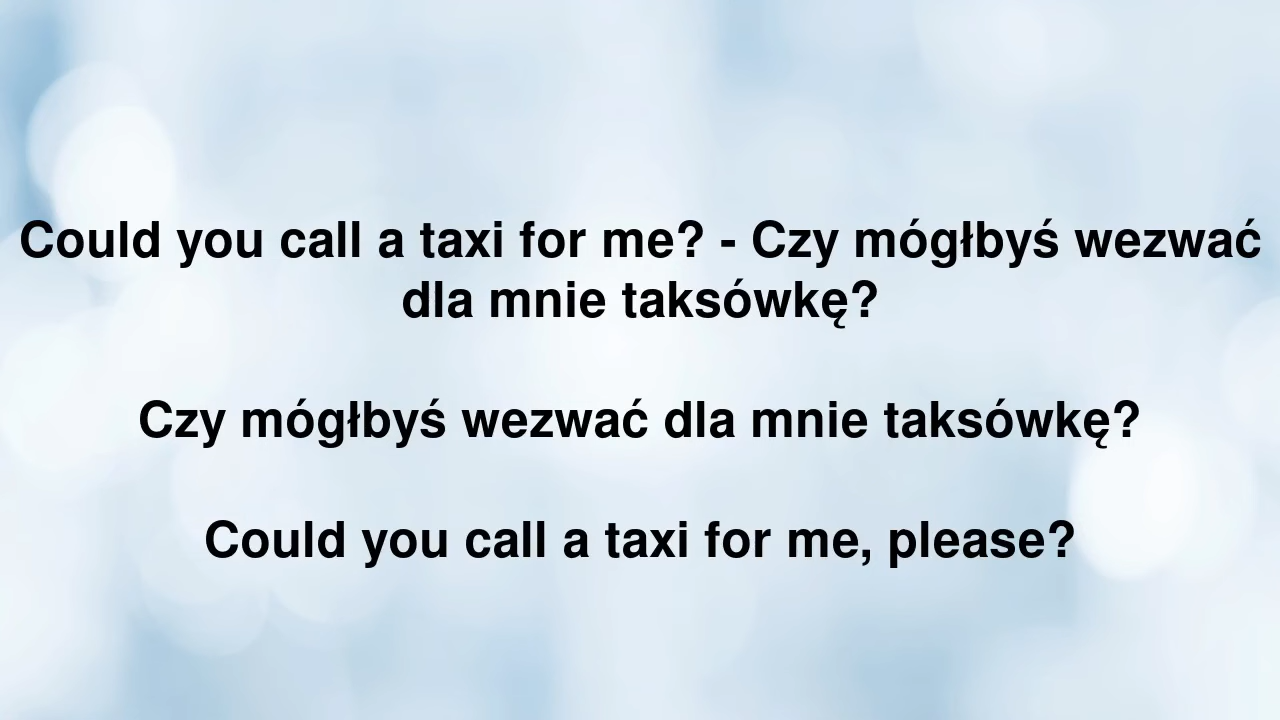 Could you call a taxi for me? - Czy mógłbyś wezwać
dla mnie taksówkę?
Czy mógłbyś wezwać dla mnie taksówkę?
Could you call a taxi for me, please?